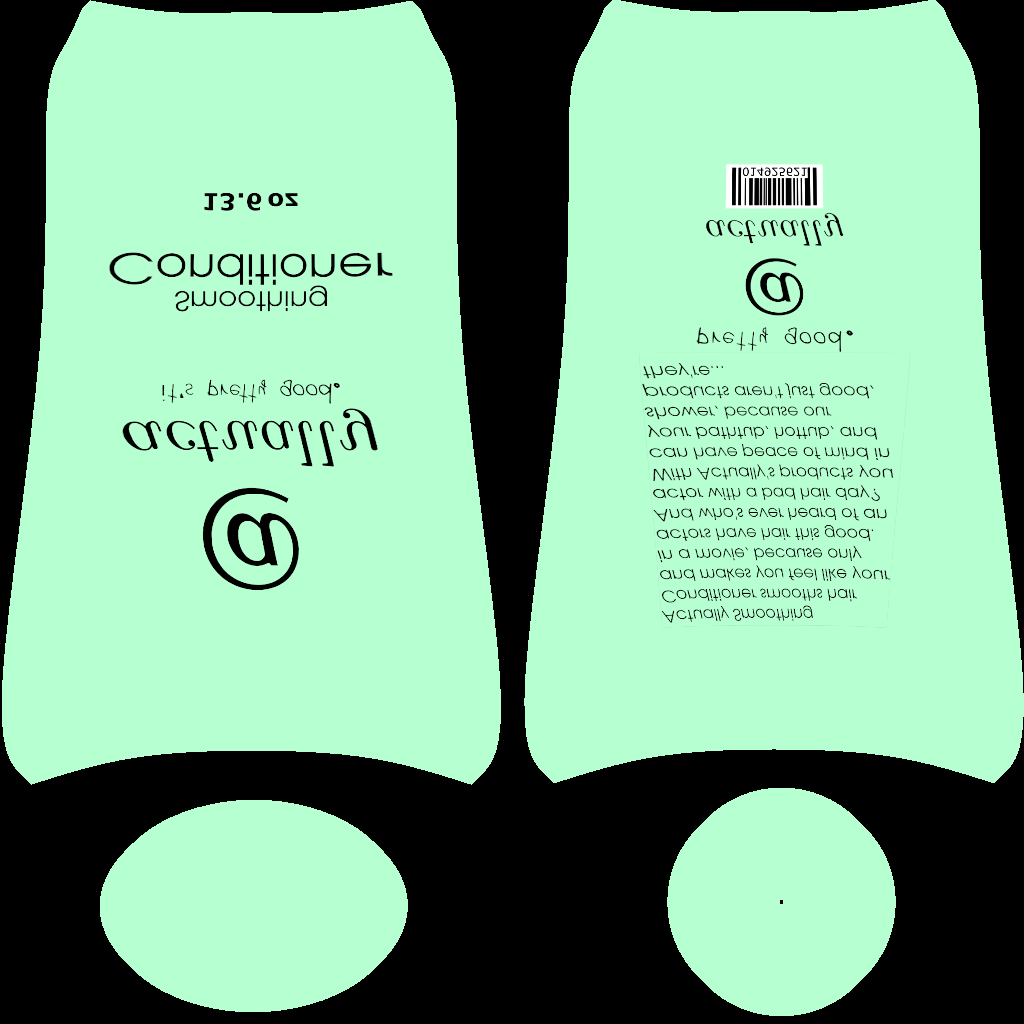 @
actually
it's pretty good.
Smoothing
Conditioner
13.6 oz
Actually Smoothing
Conditioner smooths hair
and makes you feel like your
in a movie, because only
actors have hair this good.
And who's ever heard of an
actor with a bad hair day?
With Actually's products you
can have peace of mind in
your bathtub, hottub, and
shower, because our
products aren't just good,
they're...
pretty good.
@
actually
014925621